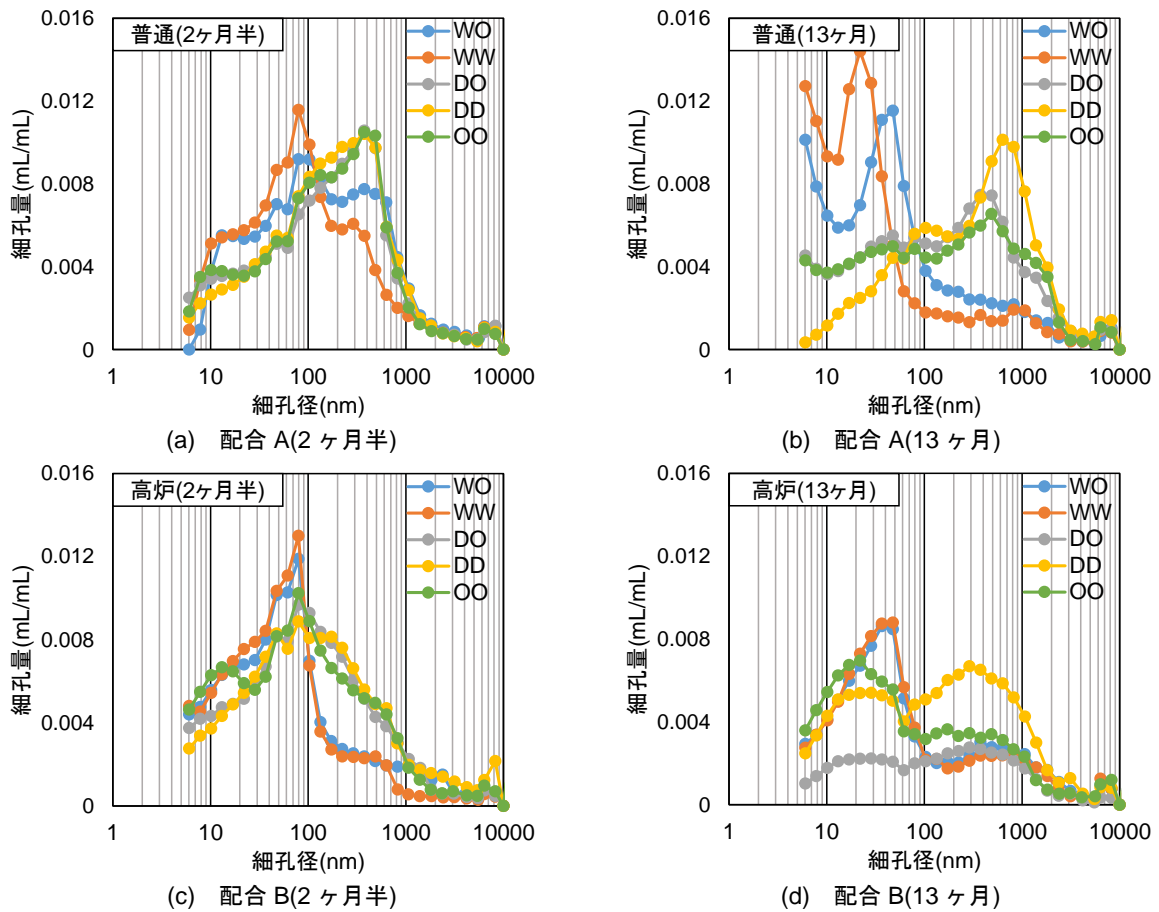 普通(2ヶ月半)
WO
WW
DO
DD
OO
細孔量(mL/mL)
0.016
0.012
0.008
0.004
0
1 10 100 1000 10000
細孔径(nm)
(a) 配合 A(2 ヶ月半)
普通(13ヶ月)
WO
WW
DO
DD
OO
細孔量(mL/mL)
0.016
0.012
0.008
0.004
0
1 10 100 1000 10000
細孔径(nm)
(b) 配合 A(13 ヶ月)
高炉(2ヶ月半)
WO
WW
DO
DD
OO
細孔量(mL/mL)
0.016
0.012
0.008
0.004
0
1 10 100 1000 10000
細孔径(nm)
(c) 配合 B(2 ヶ月半)
高炉(13ヶ月)
WO
WW
DO
DD
OO
細孔量(mL/mL)
0.016
0.012
0.008
0.004
0
1 10 100 1000 10000
細孔径(nm)
(d) 配合 B(13 ヶ月)